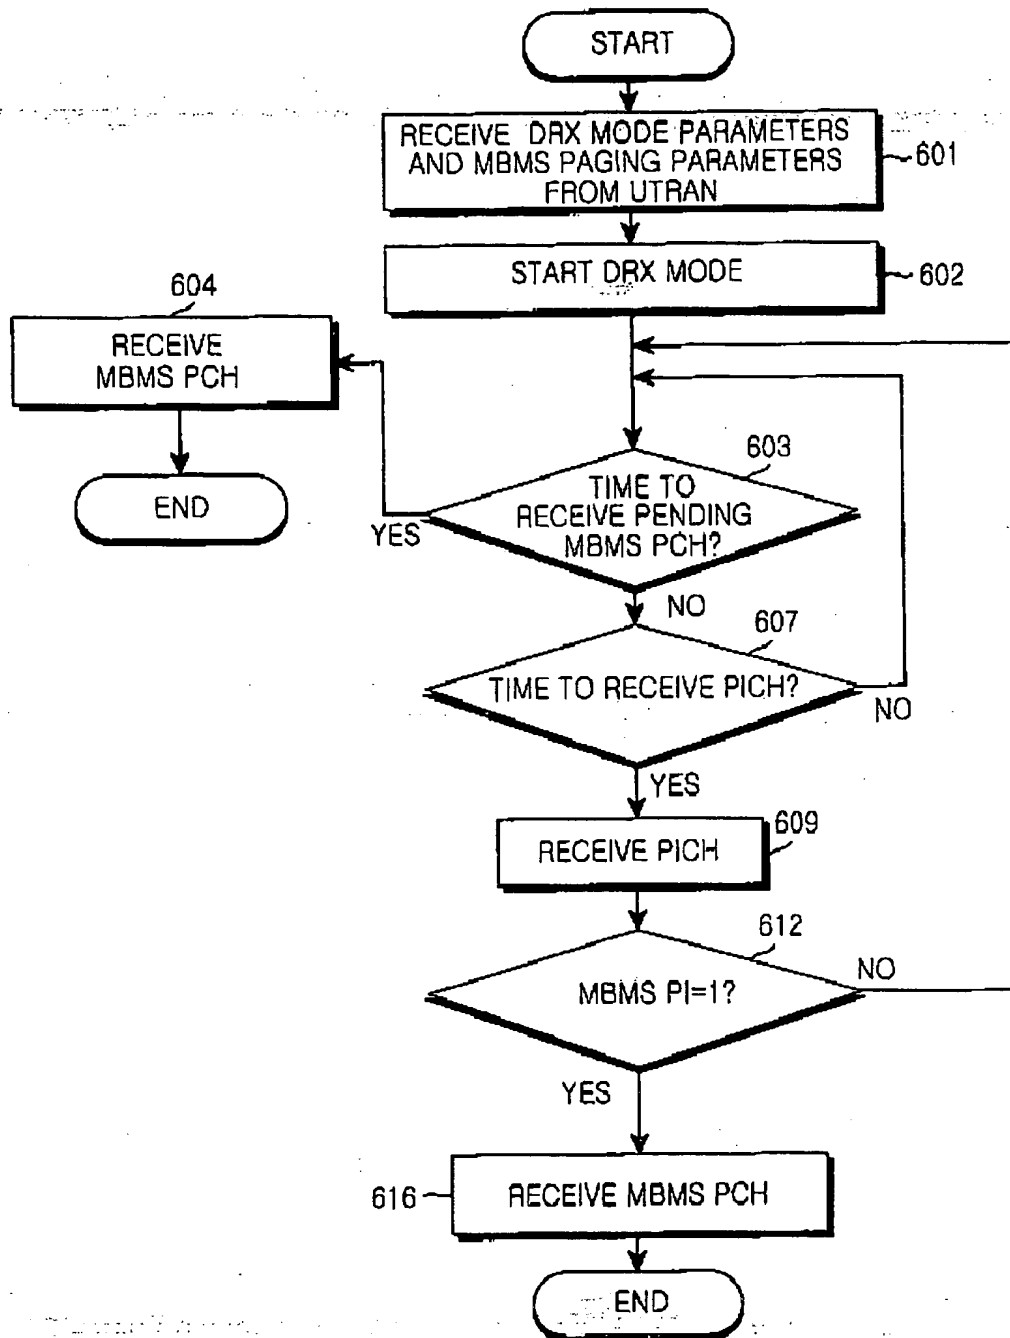 START
RECEIVE DRX MODE PARAMETERS
AND MBMS PAGING PARAMETERS
FROM UTRAN
601
START DRX MODE
602
604
RECEIVE
MBMS PCH
END
603
TIME TO
RECEIVE PENDING
MBMS PCH?
YES
NO
607
TIME TO RECEIVE PICH?
NO
YES
609
RECEIVE PICH
612
MBMS PI=1?
NO
YES
616
RECEIVE MBMS PCH
END